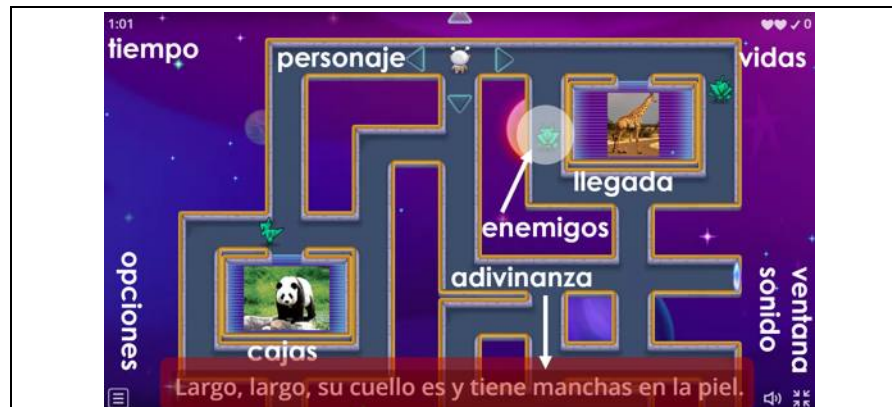 1:01
✓ 0
tiempo
personaje
vidas
llegada
enemigos
adivinanza
opciones
cajas
ventana
sonido
Largo, largo, su cuello es y tiene manchas en la piel.